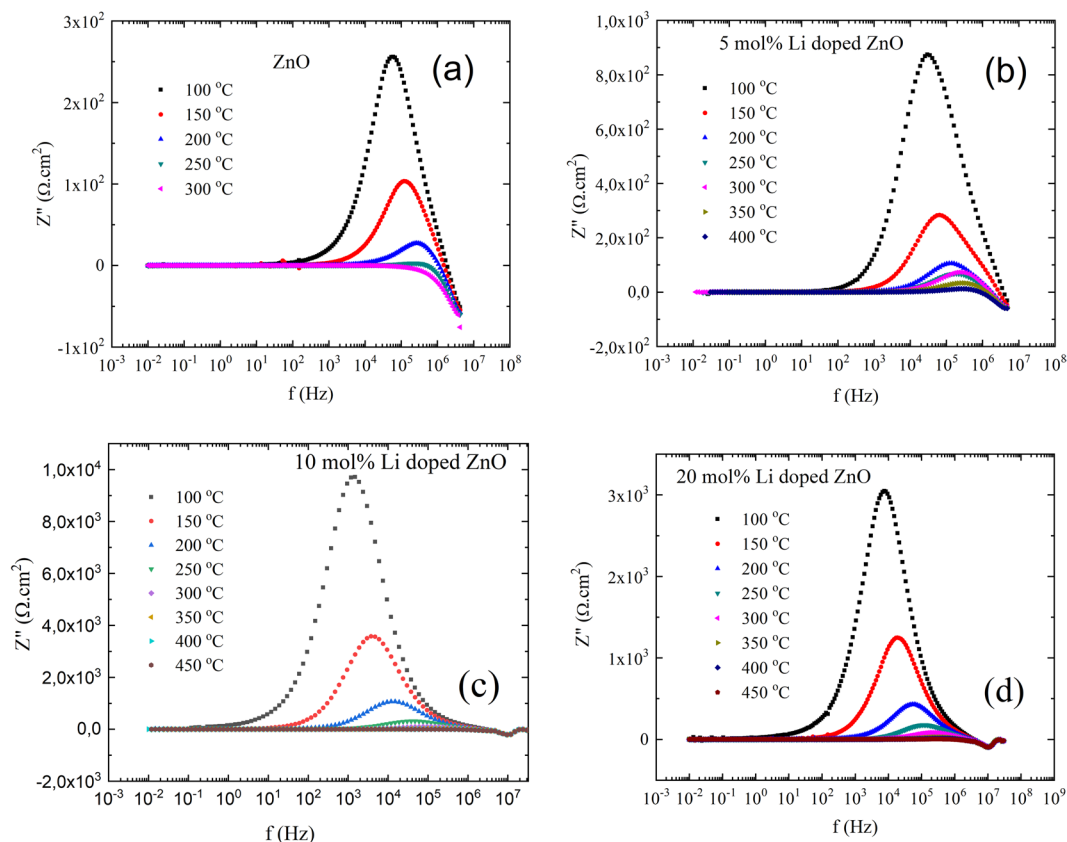 ZnO
(a)
100 °C
150 °C
200 °C
250 °C
300 °C
3x10²
2x10²
1x10²
0
-1x10²
Z" (Ω.cm²)
10⁻³ 10⁻² 10⁻¹ 10⁰ 10¹ 10² 10³ 10⁴ 10⁵ 10⁶ 10⁷ 10⁸
f (Hz)
5 mol% Li doped ZnO
(b)
100 °C
150 °C
200 °C
250 °C
300 °C
350 °C
400 °C
1,0x10³
8,0x10²
6,0x10²
4,0x10²
2,0x10²
0,0
-2,0x10²
Z" (Ω.cm²)
10⁻³ 10⁻² 10⁻¹ 10⁰ 10¹ 10² 10³ 10⁴ 10⁵ 10⁶ 10⁷ 10⁸
f (Hz)
10 mol% Li doped ZnO
(c)
100 °C
150 °C
200 °C
250 °C
300 °C
350 °C
400 °C
450 °C
1,0x10⁴
8,0x10³
6,0x10³
4,0x10³
2,0x10³
0,0
-2,0x10³
Z" (Ω.cm²)
10⁻³ 10⁻² 10⁻¹ 10⁰ 10¹ 10² 10³ 10⁴ 10⁵ 10⁶ 10⁷
f (Hz)
20 mol% Li doped ZnO
(d)
100 °C
150 °C
200 °C
250 °C
300 °C
350 °C
400 °C
450 °C
3x10³
2x10³
1x10³
0
Z" (Ω.cm²)
10⁻³ 10⁻² 10⁻¹ 10⁰ 10¹ 10² 10³ 10⁴ 10⁵ 10⁶ 10⁷ 10⁸ 10⁹
f (Hz)